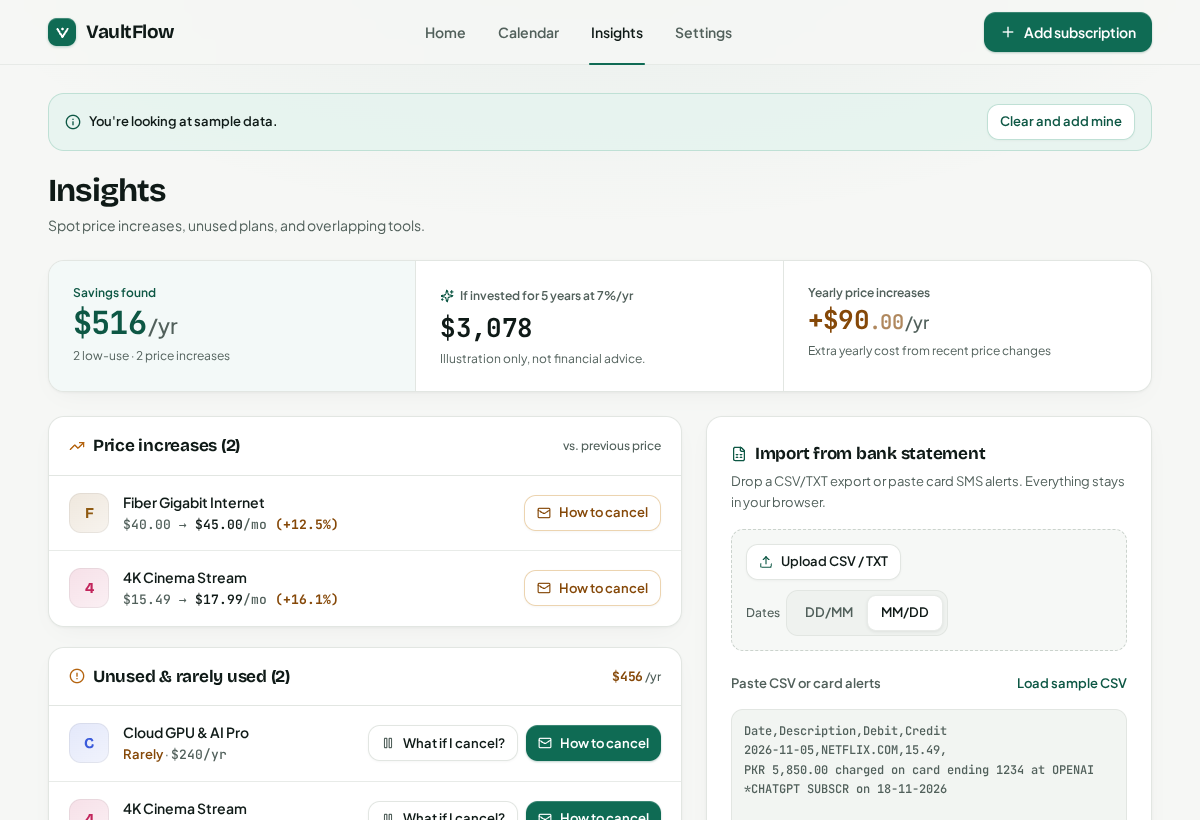 VaultFlow
Home
Calendar
Insights
Settings
+ Add subscription
You're looking at sample data.
Clear and add mine
Insights
Spot price increases, unused plans, and overlapping tools.
Savings found
$516/yr
2 low-use · 2 price increases
If invested for 5 years at 7%/yr
$3,078
Illustration only, not financial advice.
Yearly price increases
+$90.00/yr
Extra yearly cost from recent price changes
Price increases (2)
vs. previous price
F
Fiber Gigabit Internet
$40.00 → $45.00/mo (+12.5%)
How to cancel
4
4K Cinema Stream
$15.49 → $17.99/mo (+16.1%)
How to cancel
Unused & rarely used (2)
$456 /yr
C
Cloud GPU & AI Pro
Rarely · $240/yr
What if I cancel?
How to cancel
4
4K Cinema Stream
What if I cancel?
How to cancel
Import from bank statement
Drop a CSV/TXT export or paste card SMS alerts. Everything stays
in your browser.
Upload CSV / TXT
Dates
DD/MM
MM/DD
Paste CSV or card alerts
Load sample CSV
Date,Description,Debit,Credit
2026-11-05,NETFLIX.COM,15.49,
PKR 5,850.00 charged on card ending 1234 at OPENAI
*CHATGPT SUBSCR on 18-11-2026